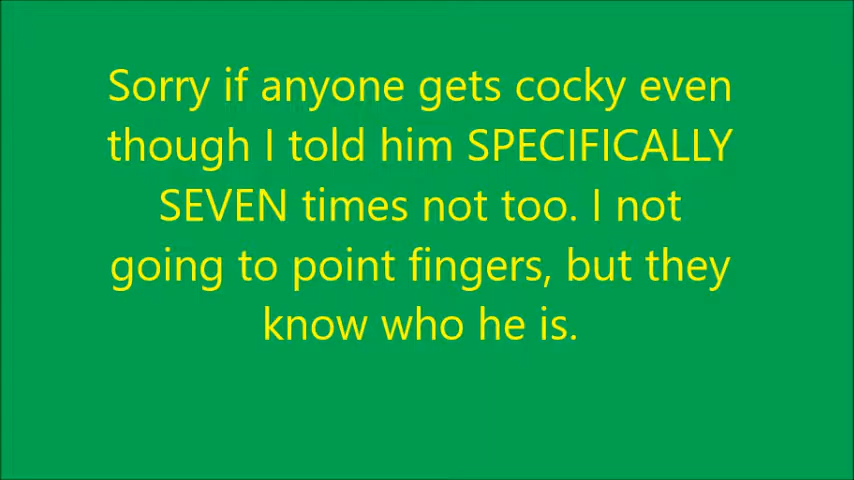 Sorry if anyone gets cocky even
though I told him SPECIFICALLY
SEVEN times not too. I not
going to point fingers, but they
know who he is.